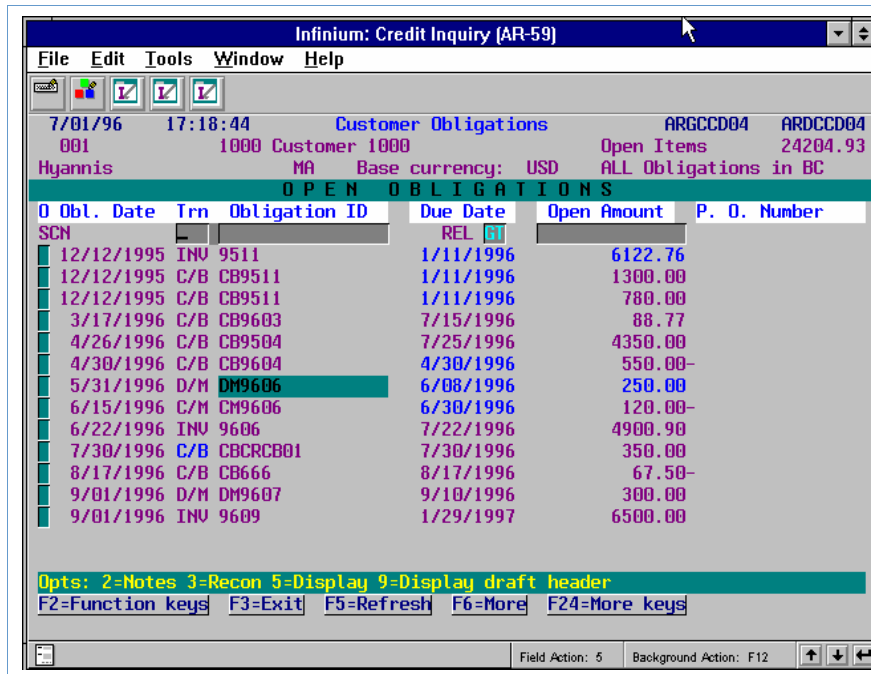 Infinium: Credit Inquiry (AR-59)
File Edit Tools Window Help
7/01/96 17:18:44 Customer Obligations ARGCCD04 ARDCCD04
001 1000 Customer 1000 Open Items 24204.93
Hyannis MA Base currency: USD ALL Obligations in BC
O P E N O B L I G A T I O N S
O Obl. Date Trn Obligation ID Due Date Open Amount P. O. Number
SCN REL GT
12/12/1995 INV 9511 1/11/1996 6122.76
12/12/1995 C/B CB9511 1/11/1996 1300.00
12/12/1995 C/B CB9511 1/11/1996 780.00
3/17/1996 C/B CB9603 7/15/1996 88.77
4/26/1996 C/B CB9504 7/25/1996 4350.00
4/30/1996 C/B CB9604 4/30/1996 550.00-
5/31/1996 D/M DM9606 6/08/1996 250.00
6/15/1996 C/M CM9606 6/30/1996 120.00-
6/22/1996 INV 9606 7/22/1996 4900.90
7/30/1996 C/B CBCRCB01 7/30/1996 350.00
8/17/1996 C/B CB666 8/17/1996 67.50-
9/01/1996 D/M DM9607 9/10/1996 300.00
9/01/1996 INV 9609 1/29/1997 6500.00
Opts: 2=Notes 3=Recon 5=Display 9=Display draft header
F2=Function keys F3=Exit F5=Refresh F6=More F24=More keys
Field Action: 5 Background Action: F12